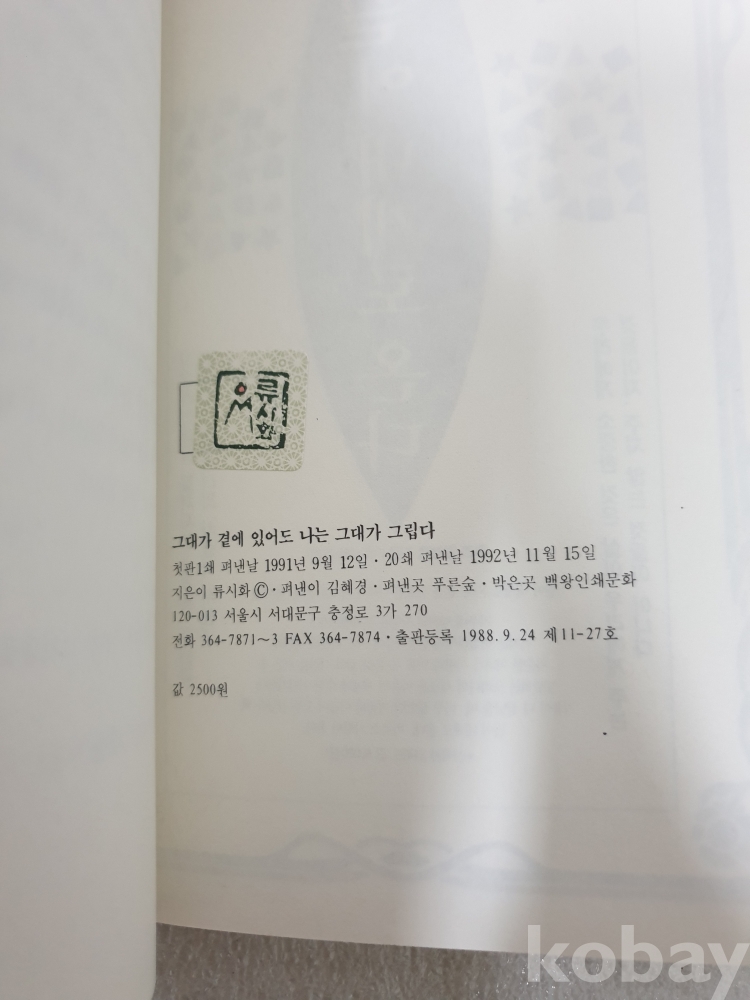 류시화
그대가 곁에 있어도 나는 그대가 그립다
첫판1쇄 펴낸날 1991년 9월 12일 · 20쇄 펴낸날 1992년 11월 15일
지은이 류시화ⓒ · 펴낸이 김혜경 · 펴낸곳 푸른숲 · 박은곳 백왕인쇄문화
120-013 서울시 서대문구 충정로 3가 270
전화 364-7871~3 FAX 364-7874 · 출판등록 1988. 9. 24 제11-27호
값 2500원
kobay